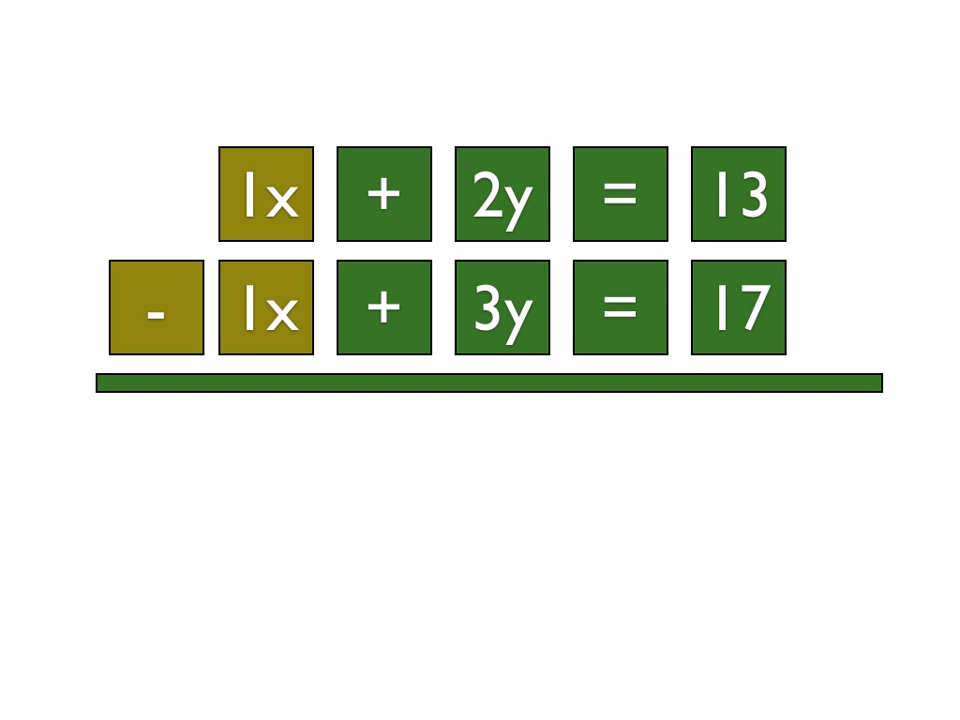 1x + 2y = 13
- 1x + 3y = 17